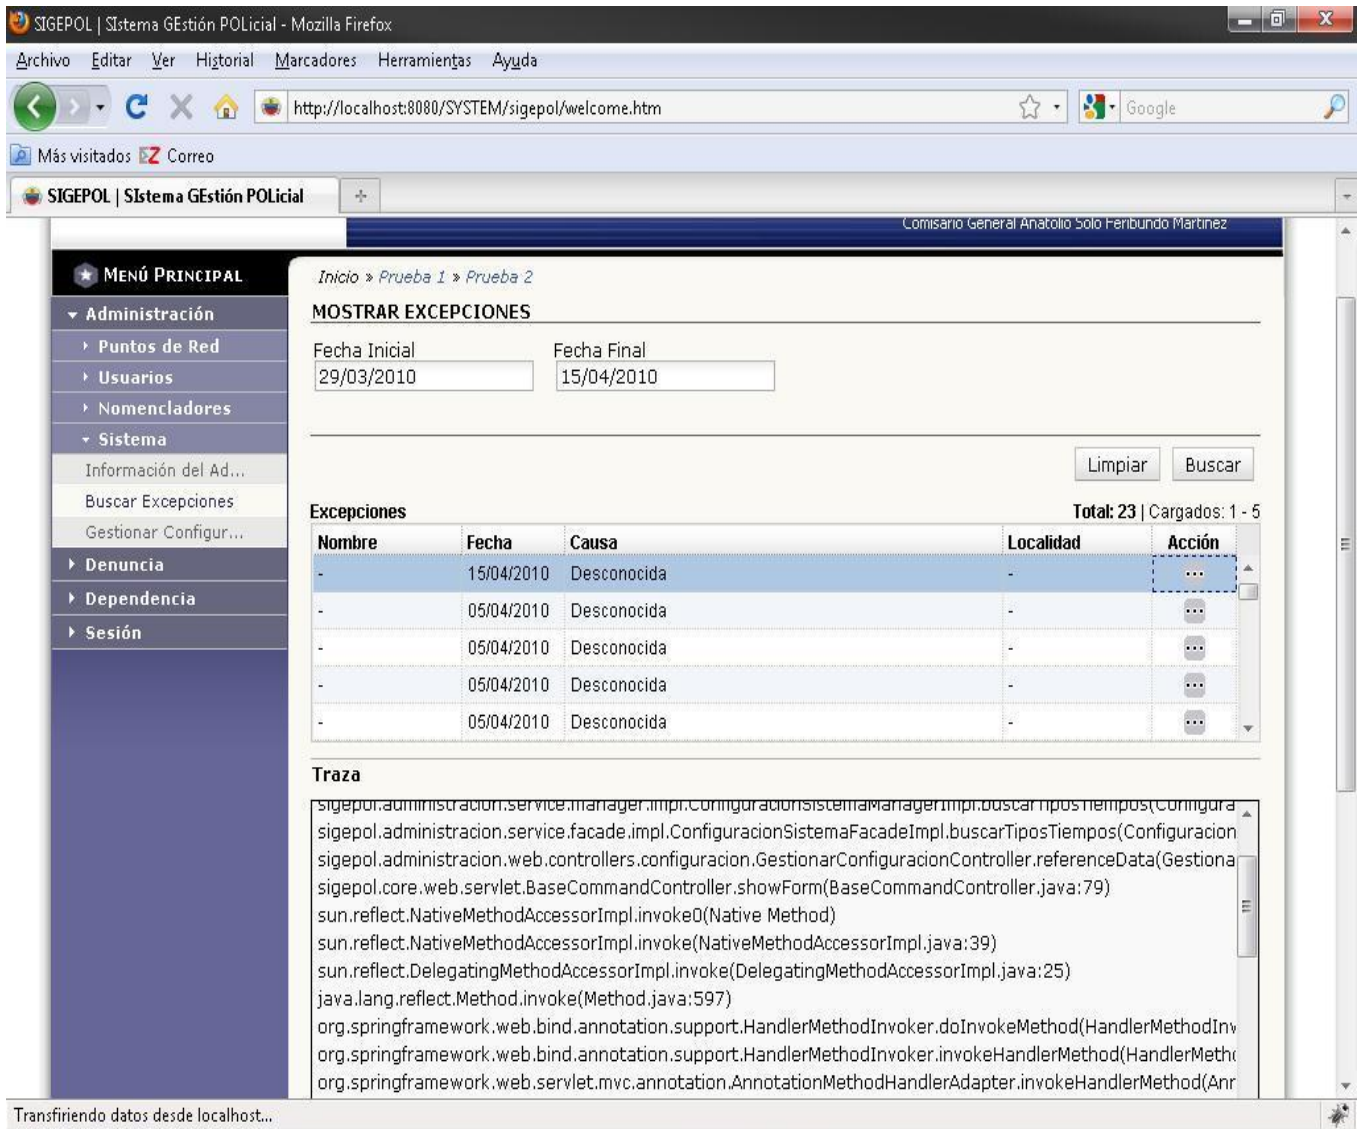 SIGEPOL | SIstema GEstión POLicial - Mozilla Firefox
Archivo Editar Ver Historial Marcadores Herramientas Ayuda
http://localhost:8080/SYSTEM/sigepol/welcome.htm
Google
Más visitados Correo
SIGEPOL | SIstema GEstión POLicial
Comisario General Anatolio Solo Feribundo Martinez
MENÚ PRINCIPAL
Inicio » Prueba 1 » Prueba 2
Administración
MOSTRAR EXCEPCIONES
Puntos de Red
Fecha Inicial Fecha Final
Usuarios
29/03/2010 15/04/2010
Nomencladores
Sistema
Información del Ad...
Limpiar Buscar
Buscar Excepciones
Gestionar Configur...
Excepciones Total: 23 | Cargados: 1 - 5
Nombre Fecha Causa Localidad Acción
Denuncia
- 15/04/2010 Desconocida - ...
Dependencia
- 05/04/2010 Desconocida - ...
Sesión
- 05/04/2010 Desconocida - ...
- 05/04/2010 Desconocida - ...
- 05/04/2010 Desconocida - ...
Traza
sigepol.administracion.service.manager.impl.ConfiguracionSistemaManagerImpl.buscarTiposTiempos(Configura
sigepol.administracion.service.facade.impl.ConfiguracionSistemaFacadeImpl.buscarTiposTiempos(Configuracion
sigepol.administracion.web.controllers.configuracion.GestionarConfiguracionController.referenceData(Gestiona
sigepol.core.web.servlet.BaseCommandController.showForm(BaseCommandController.java:79)
sun.reflect.NativeMethodAccessorImpl.invoke0(Native Method)
sun.reflect.NativeMethodAccessorImpl.invoke(NativeMethodAccessorImpl.java:39)
sun.reflect.DelegatingMethodAccessorImpl.invoke(DelegatingMethodAccessorImpl.java:25)
java.lang.reflect.Method.invoke(Method.java:597)
org.springframework.web.bind.annotation.support.HandlerMethodInvoker.doInvokeMethod(HandlerMethodInv
org.springframework.web.bind.annotation.support.HandlerMethodInvoker.invokeHandlerMethod(HandlerMetho
org.springframework.web.servlet.mvc.annotation.AnnotationMethodHandlerAdapter.invokeHandlerMethod(Anr
Transfiriendo datos desde localhost...